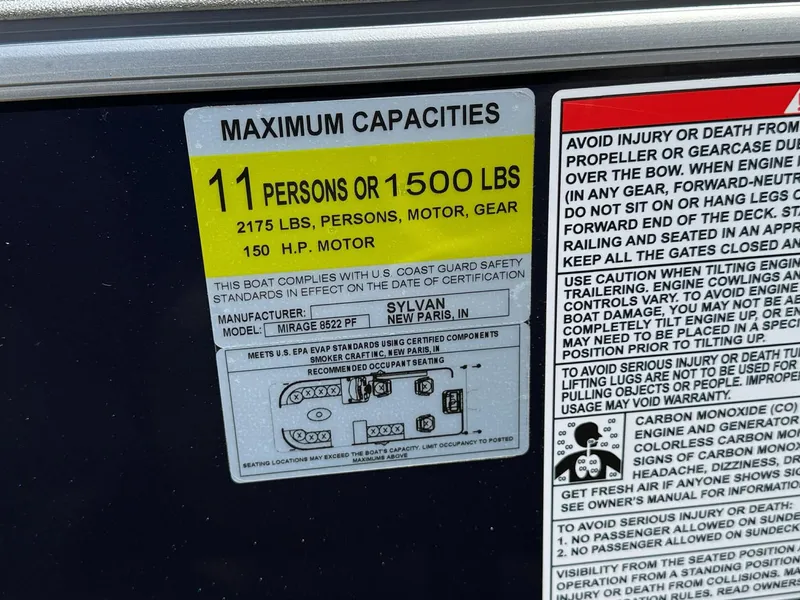 MAXIMUM CAPACITIES
11 PERSONS OR 1500 LBS
2175 LBS, PERSONS, MOTOR, GEAR
150 H.P. MOTOR
THIS BOAT COMPLIES WITH U.S. COAST GUARD SAFETY
STANDARDS IN EFFECT ON THE DATE OF CERTIFICATION
MANUFACTURER: SYLVAN
NEW PARIS, IN
MODEL: MIRAGE 8522 PF
MEETS U.S. EPA EVAP STANDARDS USING CERTIFIED COMPONENTS
SMOKER CRAFT INC, NEW PARIS, IN
RECOMMENDED OCCUPANT SEATING
SEATING LOCATIONS MAY EXCEED THE BOAT'S CAPACITY. LIMIT OCCUPANCY TO POSTED
MAXIMUMS ABOVE
AVOID INJURY OR DEATH FROM
PROPELLER OR GEARCASE DUE
OVER THE BOW. WHEN ENGINE
(IN ANY GEAR, FORWARD-NEUTR
DO NOT SIT ON OR HANG LEGS O
FORWARD END OF THE DECK. ST
RAILING AND SEATED IN AN APPR
KEEP ALL THE GATES CLOSED AN
USE CAUTION WHEN TILTING ENGIN
TRAILERING. ENGINE COWLINGS AN
CONTROLS VARY. TO AVOID ENGINE
BOAT DAMAGE, YOU MAY NOT BE AB
COMPLETELY TILT ENGINE UP, OR EN
MAY NEED TO BE PLACED IN A SPECI
POSITION PRIOR TO TILTING UP.
TO AVOID SERIOUS INJURY OR DEATH
LIFTING LUGS ARE NOT TO BE USED FOR
PULLING OBJECTS OR PEOPLE. IMPROPE
USAGE MAY VOID WARRANTY.
CARBON MONOXIDE (CO)
ENGINE AND GENERATOR
COLORLESS CARBON MO
SIGNS OF CARBON MONO
HEADACHE, DIZZINESS, DR
GET FRESH AIR IF ANYONE SHOWS SIG
SEE OWNER'S MANUAL FOR INFORMATIO
TO AVOID SERIOUS INJURY OR DEATH:
1. NO PASSENGER ALLOWED ON SUNDE
2. NO PASSENGER ALLOWED ON SUNDECK
VISIBILITY FROM THE SEATED POSITION
OPERATION FROM A STANDING POSITION
INJURY OR DEATH FROM COLLISIONS. MA
RULES. READ OWNERS